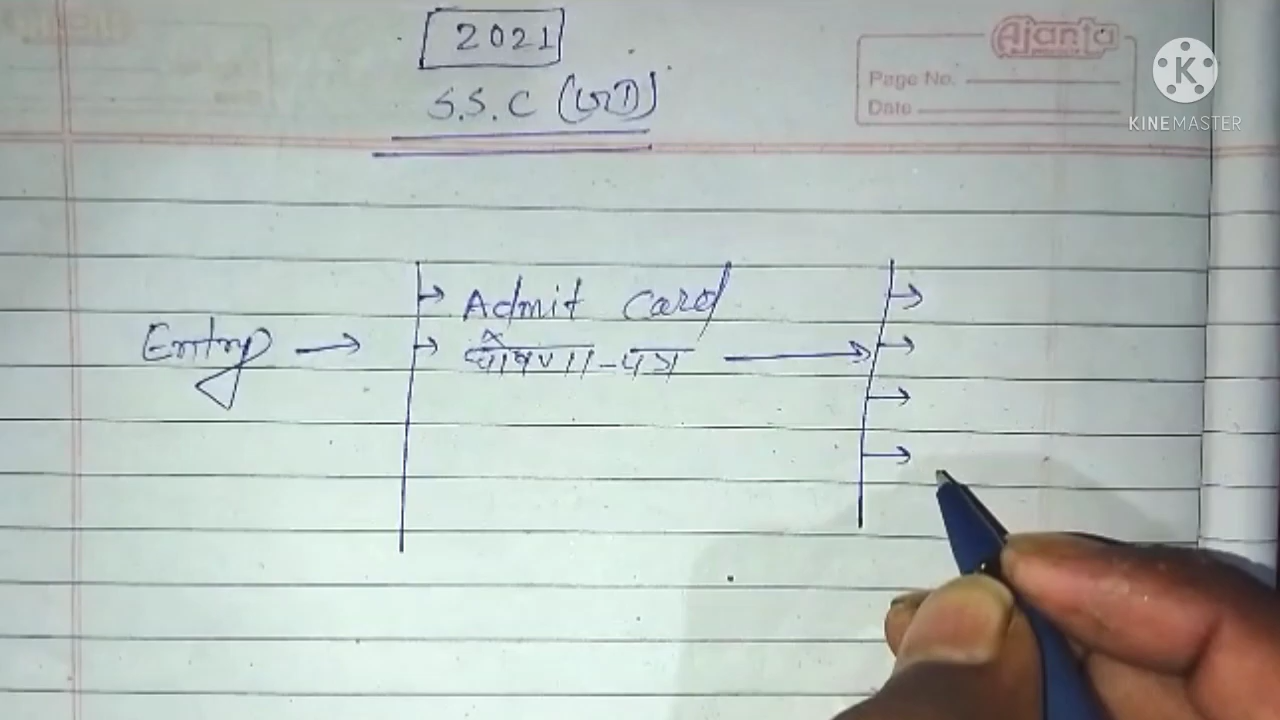 2021
S.S.C (GD)
Ajanta
Page No.
Date
KINEMASTER
Admit Card
Entry
घोषणा-पत्र